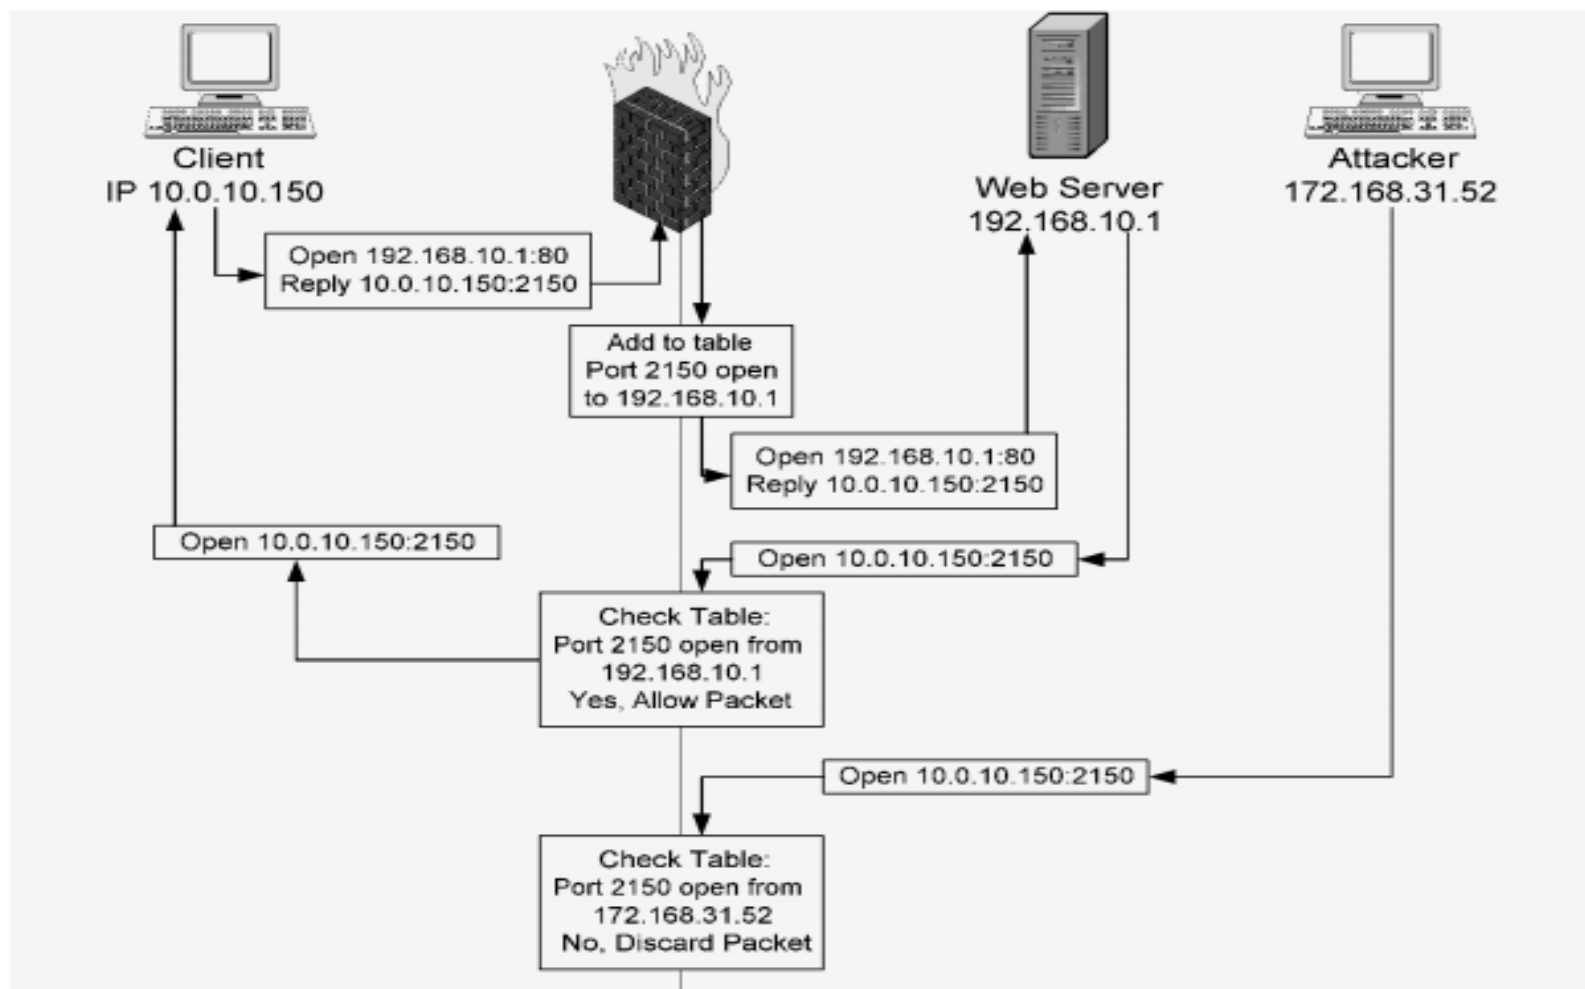 Client
IP 10.0.10.150
Web Server
192.168.10.1
Attacker
172.168.31.52
Open 192.168.10.1:80
Reply 10.0.10.150:2150
Add to table
Port 2150 open
to 192.168.10.1
Open 192.168.10.1:80
Reply 10.0.10.150:2150
Open 10.0.10.150:2150
Open 10.0.10.150:2150
Check Table:
Port 2150 open from
192.168.10.1
Yes, Allow Packet
Open 10.0.10.150:2150
Check Table:
Port 2150 open from
172.168.31.52
No, Discard Packet